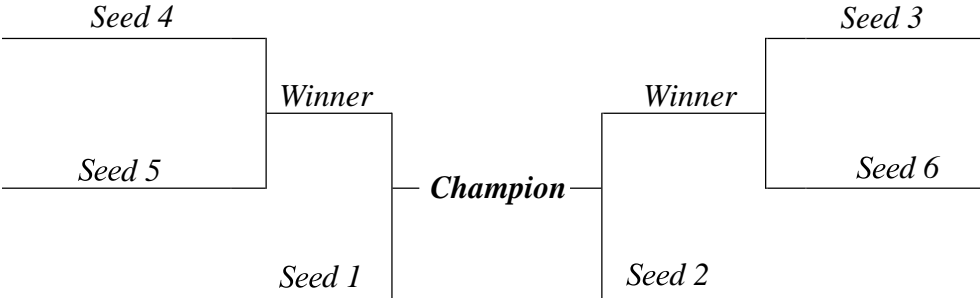 Seed 4
Seed 3
Winner
Winner
Seed 5
Seed 6
Champion
Seed 1
Seed 2